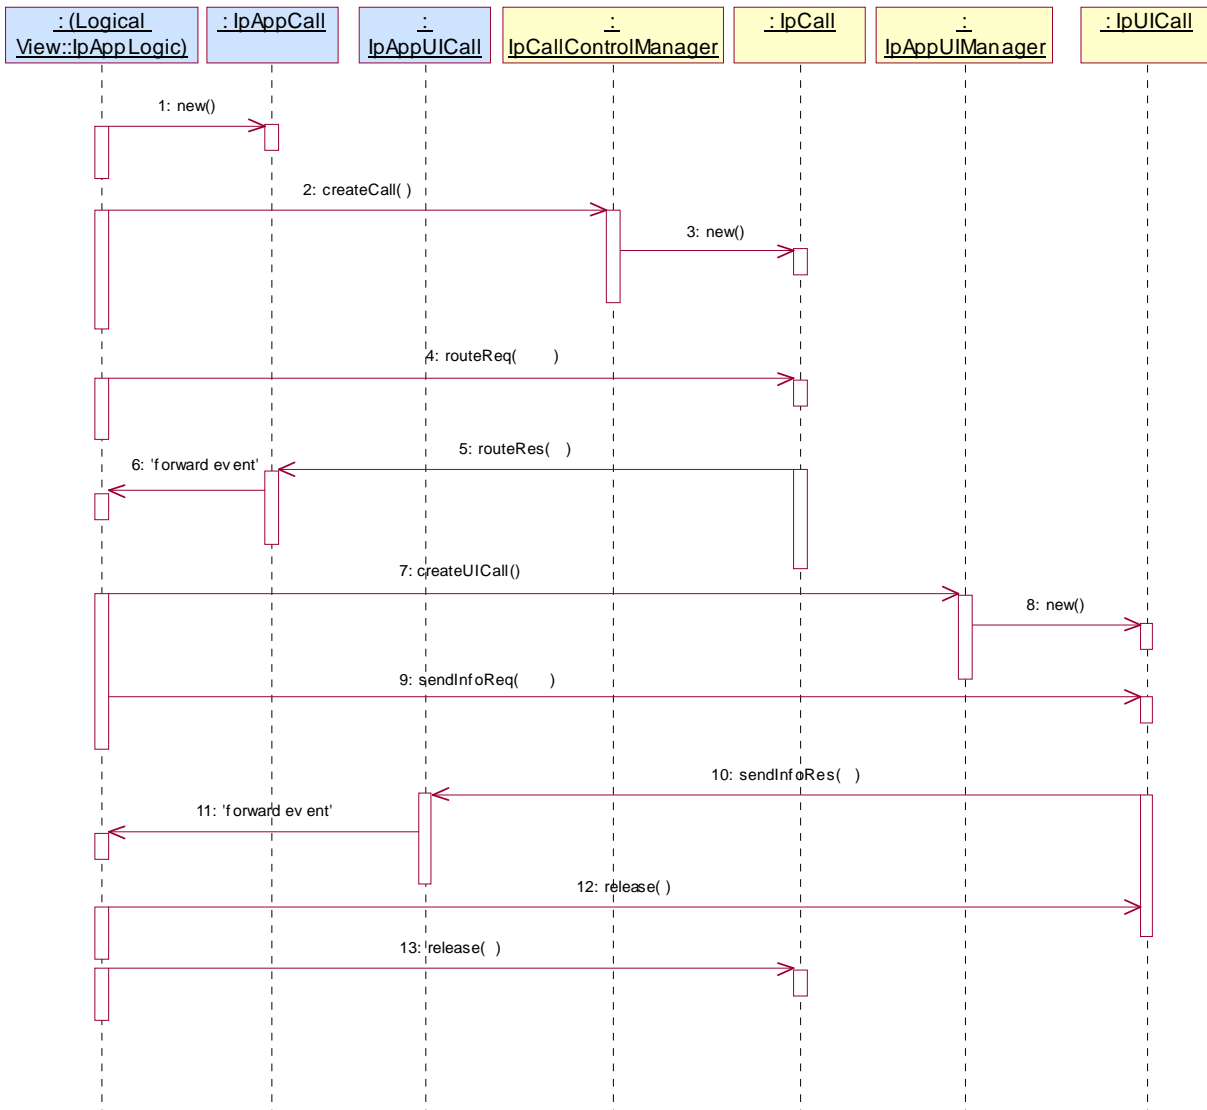 : (Logical
View::IpAppLogic)
: IpAppCall
:
IpAppUICall
:
IpCallControlManager
: IpCall
:
IpAppUIManager
: IpUICall
1: new()
2: createCall( )
3: new()
4: routeReq( )
5: routeRes( )
6: 'forward event'
7: createUICall()
8: new()
9: sendInfoReq( )
10: sendInfoRes( )
11: 'forward event'
12: release( )
13: release( )